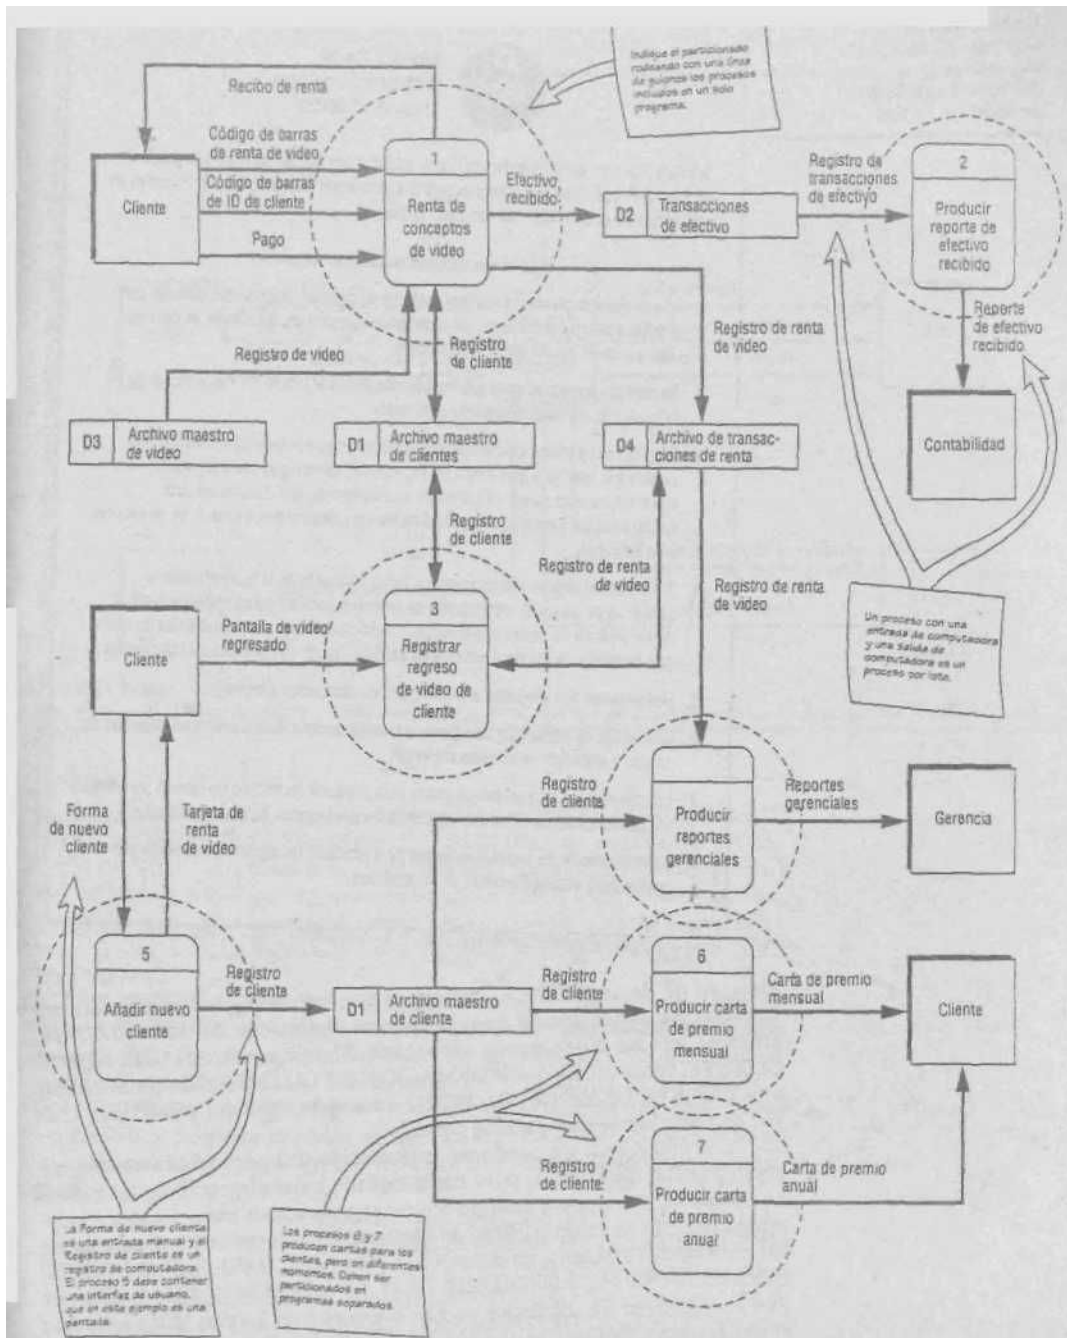 Indique el particionado
rodeando con una línea
de guiones los procesos
incluidos en un solo
programa.
Recibo de renta
Código de barras
de renta de video
Código de barras
de ID de cliente
Pago
Cliente
1
Renta de
conceptos
de video
Efectivo
recibido
D2
Transacciones
de efectivo
Registro de
transacciones
de efectivo
2
Producir
reporte de
efectivo
recibido
Reporte
de efectivo
recibido
Contabilidad
Registro de video
Registro
de cliente
Registro de renta
de video
D3
Archivo maestro
de video
D1
Archivo maestro
de clientes
D4
Archivo de transac-
ciones de renta
Registro
de cliente
Registro de renta
de video
Registro de renta
de video
Un proceso con una
entrada de computadora
y una salida de
computadora es un
proceso por lote.
Cliente
Pantalla de video/
regresado
3
Registrar
regreso
de video de
cliente
Forma
de nuevo
cliente
Tarjeta de
renta
de video
Registro
de cliente
Producir
reportes
gerenciales
Reportes
gerenciales
Gerencia
5
Añadir nuevo
cliente
Registro
de cliente
D1
Archivo maestro
de cliente
Registro
de cliente
6
Producir carta
de premio
mensual
Carta de premio
mensual
Cliente
Registro
de cliente
7
Producir carta
de premio
anual
Carta de premio
anual
La Forma de nuevo cliente
es una entrada manual y el
Registro de cliente es un
registro de computadora.
El proceso 5 debe contener
una interfaz de usuario,
que en este ejemplo es una
pantalla.
Los procesos 6 y 7
producen cartas para los
clientes, pero en diferentes
momentos. Deben ser
particionados en
programas separados.